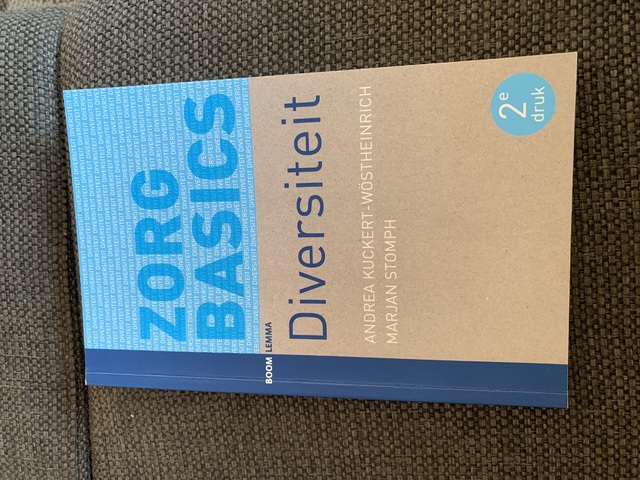 ZORG
BASICS
BOOM LEMMA
Diversiteit
ANDREA KUCKERT-WÖSTHEINRICH
MARJAN STOMPH
2e
druk